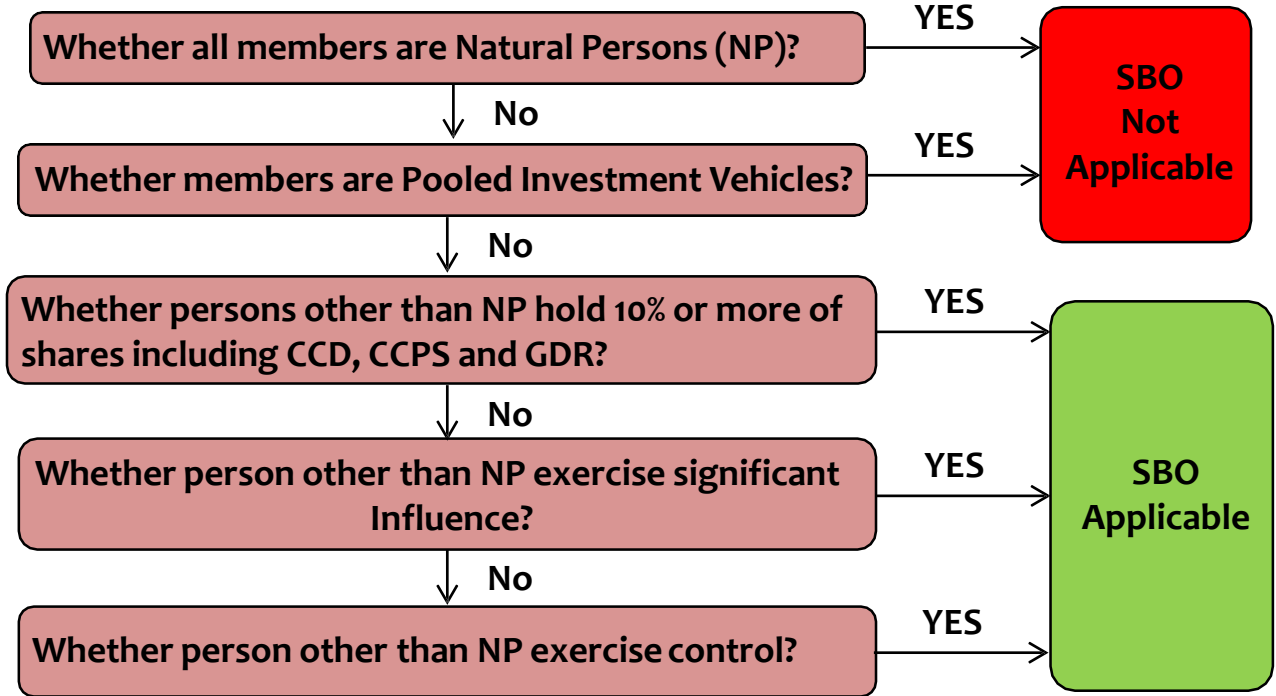 Whether all members are Natural Persons (NP)?
YES
SBO
Not
Applicable
No
Whether members are Pooled Investment Vehicles?
YES
No
Whether persons other than NP hold 10% or more of
shares including CCD, CCPS and GDR?
YES
SBO
Applicable
No
Whether person other than NP exercise significant
Influence?
YES
No
Whether person other than NP exercise control?
YES